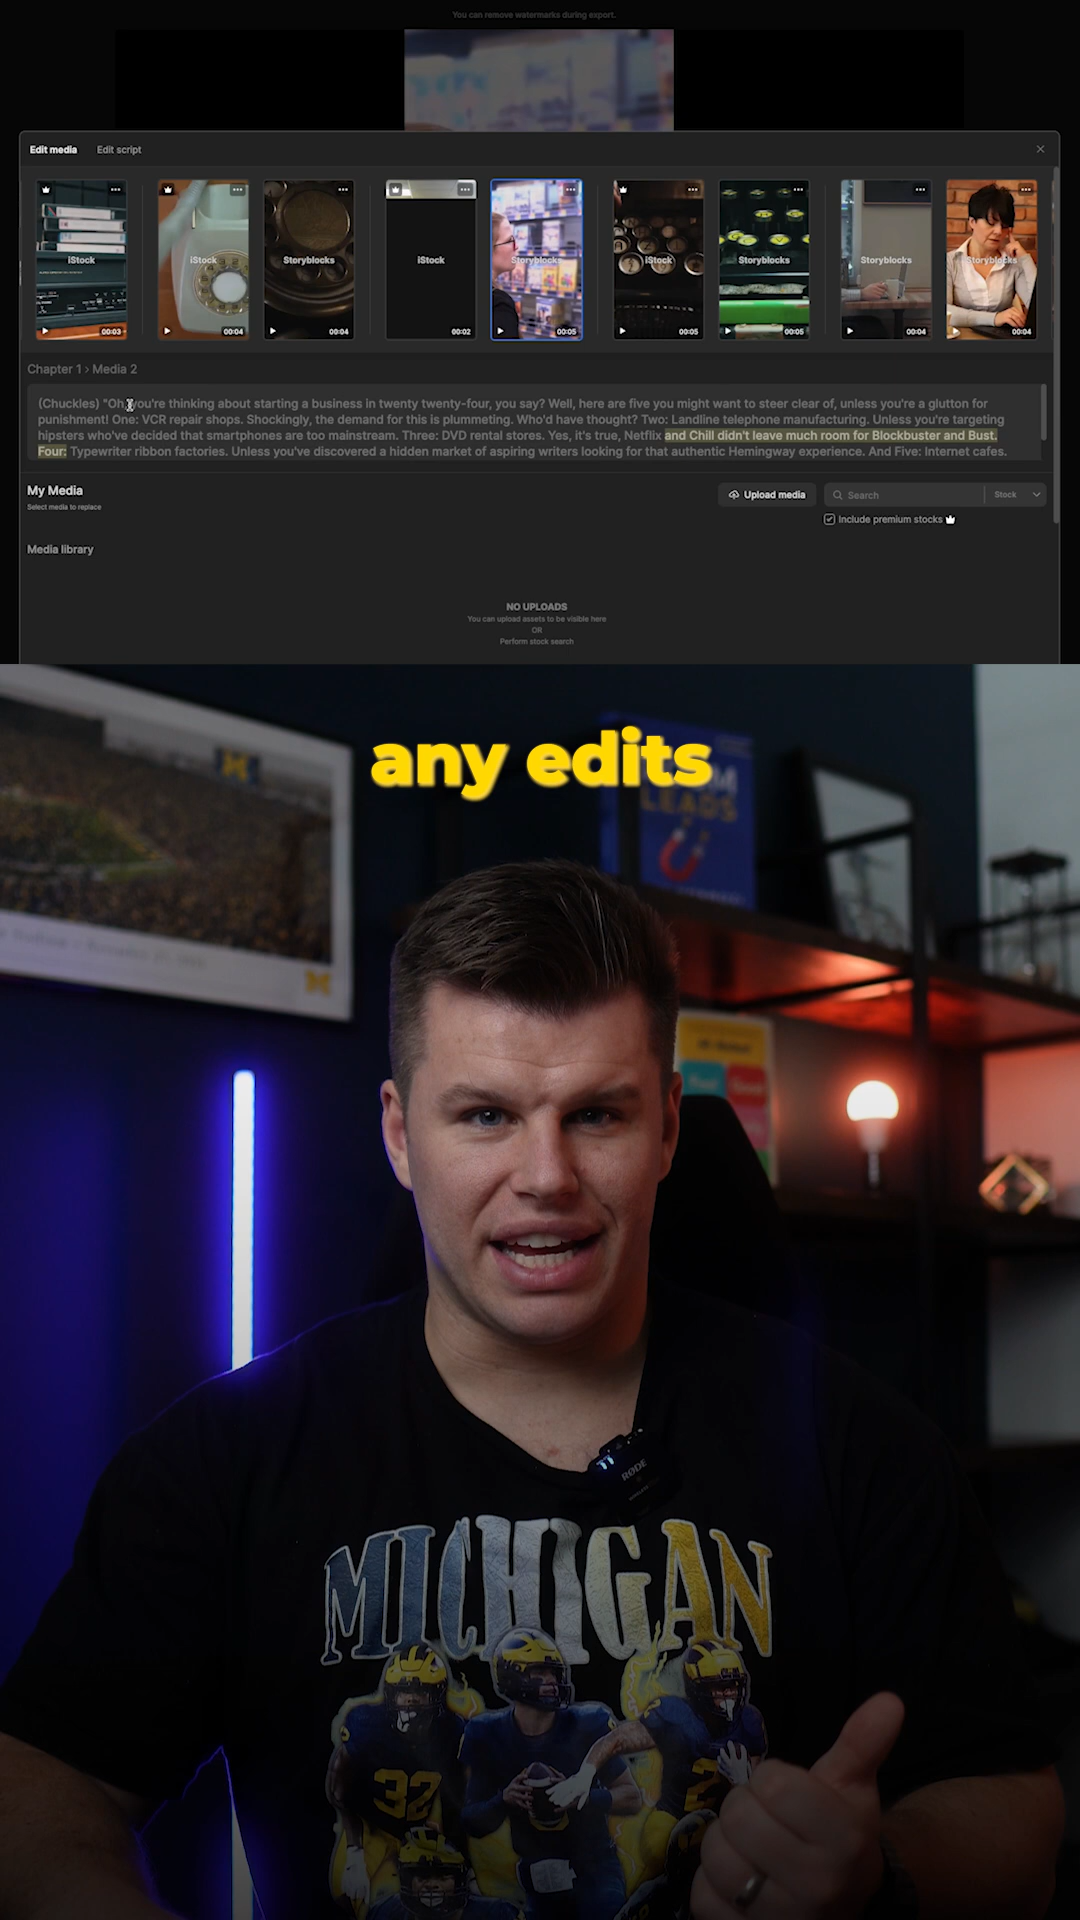 You can remove watermarks during export.
Edit media
Edit script
iStock
iStock
Storyblocks
iStock
Storyblocks
iStock
Storyblocks
Storyblocks
Storyblocks
00:03
00:04
00:04
00:02
00:05
00:05
00:05
00:04
00:04
Chapter 1 › Media 2
(Chuckles) "Oh, you're thinking about starting a business in twenty twenty-four, you say? Well, here are five you might want to steer clear of, unless you're a glutton for
punishment! One: VCR repair shops. Shockingly, the demand for this is plummeting. Who'd have thought? Two: Landline telephone manufacturing. Unless you're targeting
hipsters who've decided that smartphones are too mainstream. Three: DVD rental stores. Yes, it's true, Netflix and Chill didn't leave much room for Blockbuster and Bust.
Four: Typewriter ribbon factories. Unless you've discovered a hidden market of aspiring writers looking for that authentic Hemingway experience. And Five: Internet cafes.
My Media
Select media to replace
Upload media
Search
Stock
Include premium stocks
Media library
NO UPLOADS
You can upload assets to be visible here
OR
Perform stock search
any edits
LEADS
RØDE
MICHIGAN
32
2